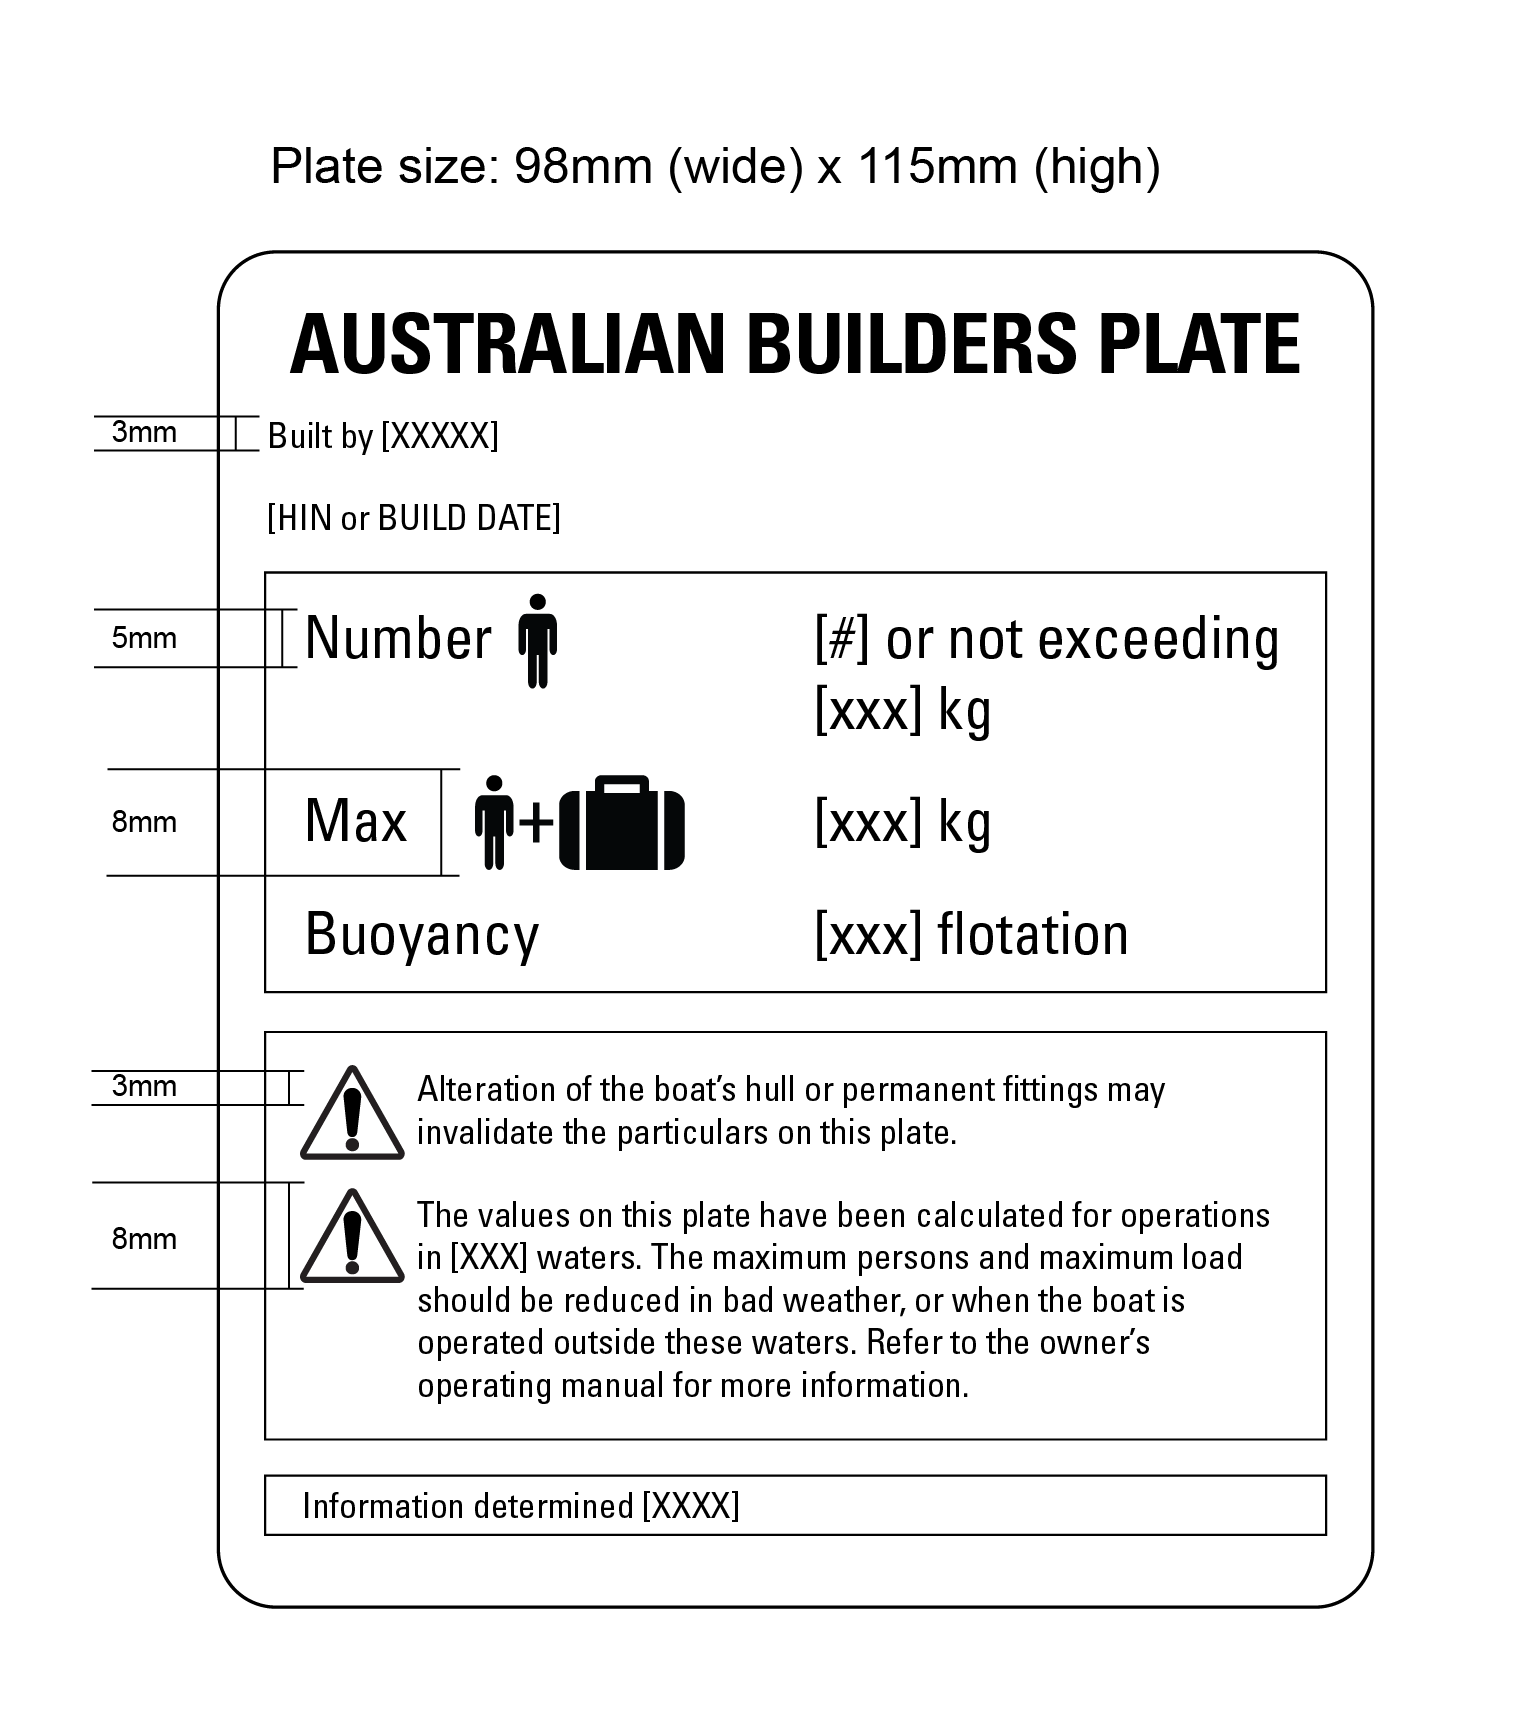 Plate size: 98mm (wide) x 115mm (high)
AUSTRALIAN BUILDERS PLATE
3mm
Built by [XXXXX]
[HIN or BUILD DATE]
5mm
Number [#] or not exceeding
[xxx] kg
8mm
Max + [xxx] kg
Buoyancy [xxx] flotation
3mm
Alteration of the boat’s hull or permanent fittings may
invalidate the particulars on this plate.
8mm
The values on this plate have been calculated for operations
in [XXX] waters. The maximum persons and maximum load
should be reduced in bad weather, or when the boat is
operated outside these waters. Refer to the owner’s
operating manual for more information.
Information determined [XXXX]